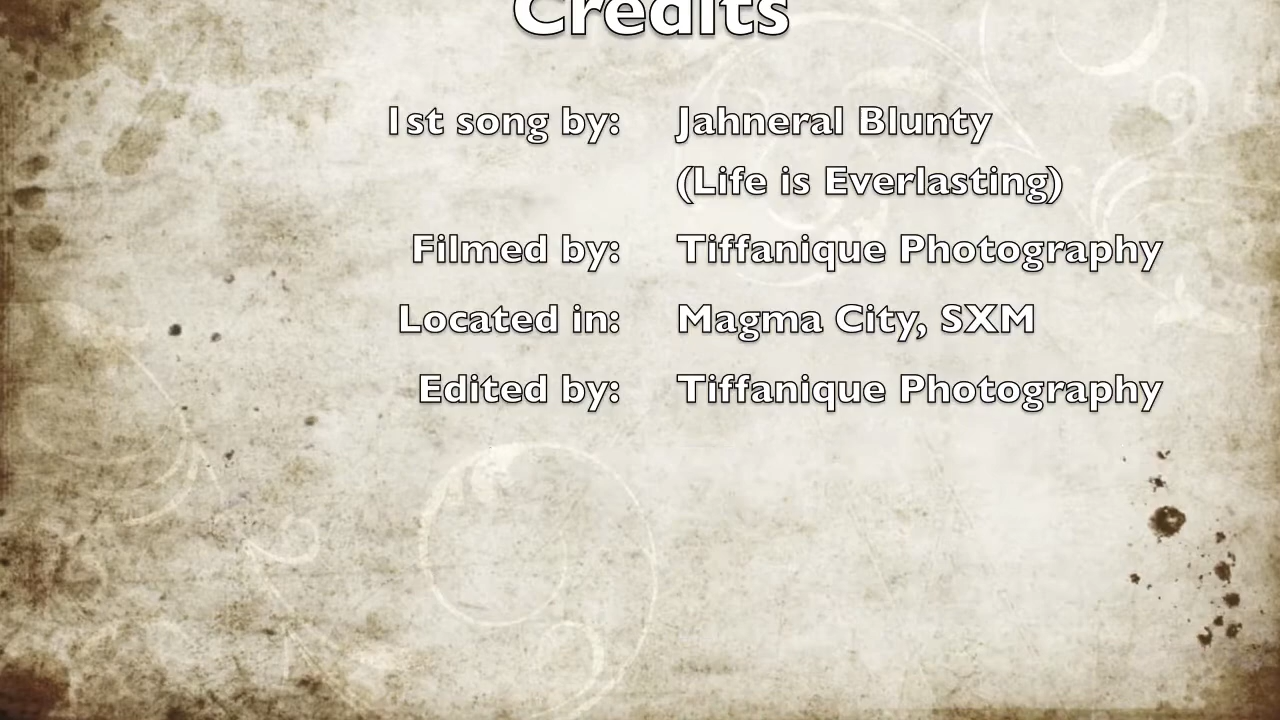 Credits
1st song by: Jahneral Blunty
(Life is Everlasting)
Filmed by: Tiffanique Photography
Located in: Magma City, SXM
Edited by: Tiffanique Photography